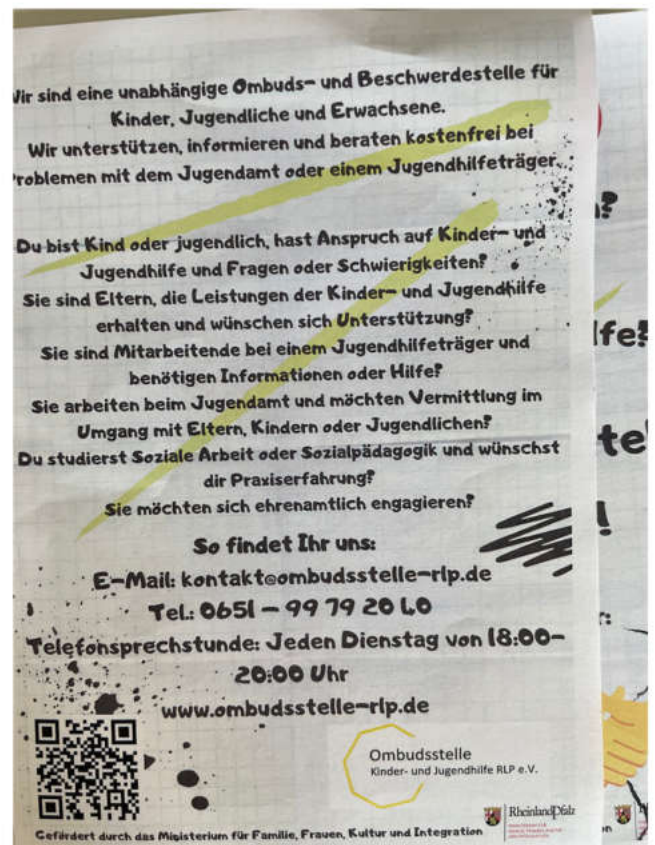 Wir sind eine unabhängige Ombuds- und Beschwerdestelle für
Kinder, Jugendliche und Erwachsene.
Wir unterstützen, informieren und beraten kostenfrei bei
Problemen mit dem Jugendamt oder einem Jugendhilfeträger.
Du bist Kind oder jugendlich, hast Anspruch auf Kinder- und
Jugendhilfe und Fragen oder Schwierigkeiten?
Sie sind Eltern, die Leistungen der Kinder- und Jugendhilfe
erhalten und wünschen sich Unterstützung?
Sie sind Mitarbeitende bei einem Jugendhilfeträger und
benötigen Informationen oder Hilfe?
Sie arbeiten beim Jugendamt und möchten Vermittlung im
Umgang mit Eltern, Kindern oder Jugendlichen?
Du studierst Soziale Arbeit oder Sozialpädagogik und wünschst
dir Praxiserfahrung?
Sie möchten sich ehrenamtlich engagieren?
So findet Ihr uns:
E-Mail: kontakt@ombudsstelle-rlp.de
Tel.: 0651 - 99 79 20 60
Telefonsprechstunde: Jeden Dienstag von 18:00-
20:00 Uhr
www.ombudsstelle-rlp.de
Ombudsstelle
Kinder- und Jugendhilfe RLP e.V.
RheinlandPfalz
Gefördert durch das Ministerium für Familie, Frauen, Kultur und Integration